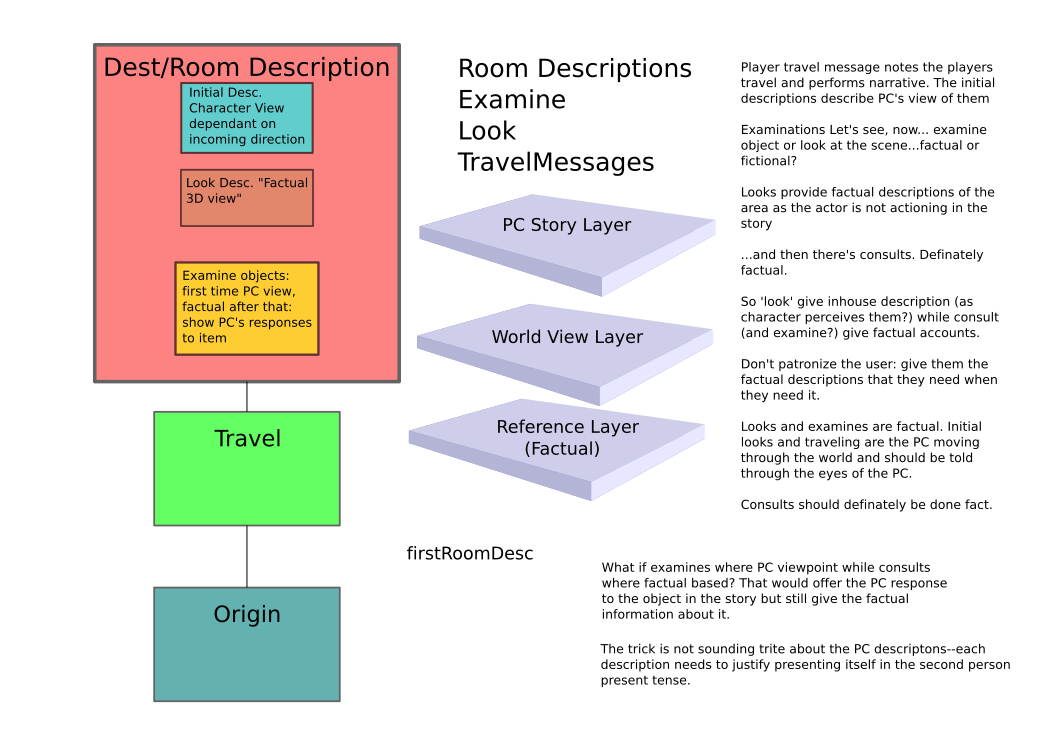 Dest/Room Description
Initial Desc.
Character View
dependant on
incoming direction
Look Desc. "Factual
3D view"
Examine objects:
first time PC view,
factual after that:
show PC's responses
to item
Travel
Origin
Room Descriptions
Examine
Look
TravelMessages
PC Story Layer
World View Layer
Reference Layer
(Factual)
firstRoomDesc
Player travel message notes the players
travel and performs narrative. The initial
descriptions describe PC's view of them
Examinations Let's see, now... examine
object or look at the scene...factual or
fictional?
Looks provide factual descriptions of the
area as the actor is not actioning in the
story
...and then there's consults. Definately
factual.
So 'look' give inhouse description (as
character perceives them?) while consult
(and examine?) give factual accounts.
Don't patronize the user: give them the
factual descriptions that they need when
they need it.
Looks and examines are factual. Initial
looks and traveling are the PC moving
through the world and should be told
through the eyes of the PC.
Consults should definately be done fact.
What if examines where PC viewpoint while consults
where factual based? That would offer the PC response
to the object in the story but still give the factual
information about it.
The trick is not sounding trite about the PC descriptons--each
description needs to justify presenting itself in the second person
present tense.